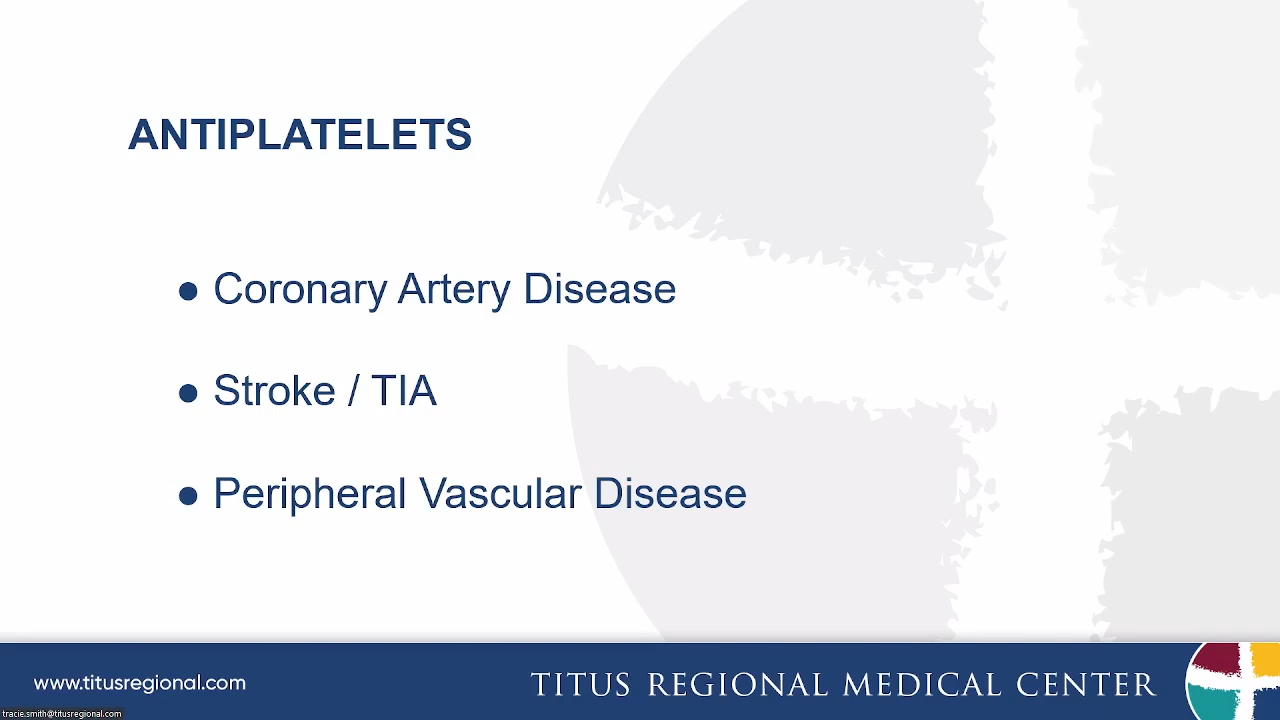 ANTIPLATELETS
● Coronary Artery Disease
● Stroke / TIA
● Peripheral Vascular Disease
www.titusregional.com
TITUS REGIONAL MEDICAL CENTER
tracie.smith@titusregional.com